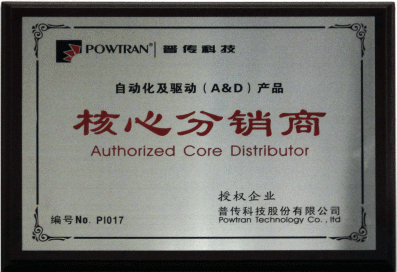 POWTRAN® 普传科技
自动化及驱动（A&D）产品
核心分销商
Authorized Core Distributor
授权企业
普传科技股份有限公司
Powtran Technology Co., ltd
编号No. PI017